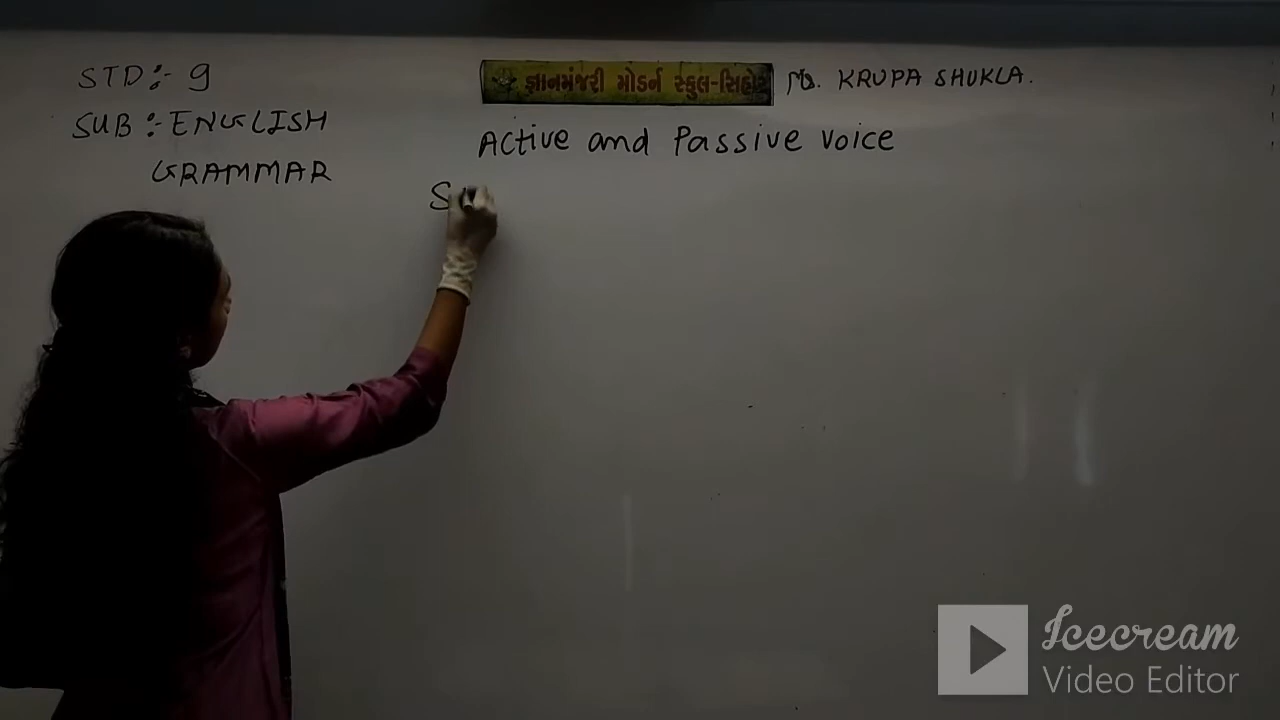 STD:- 9
જ્ઞાનમંજરી મોડર્ન સ્કુલ-સિહોર
KRUPA SHUKLA.
SUB:- ENGLISH
GRAMMAR
Active and Passive voice
S
Icecream
Video Editor